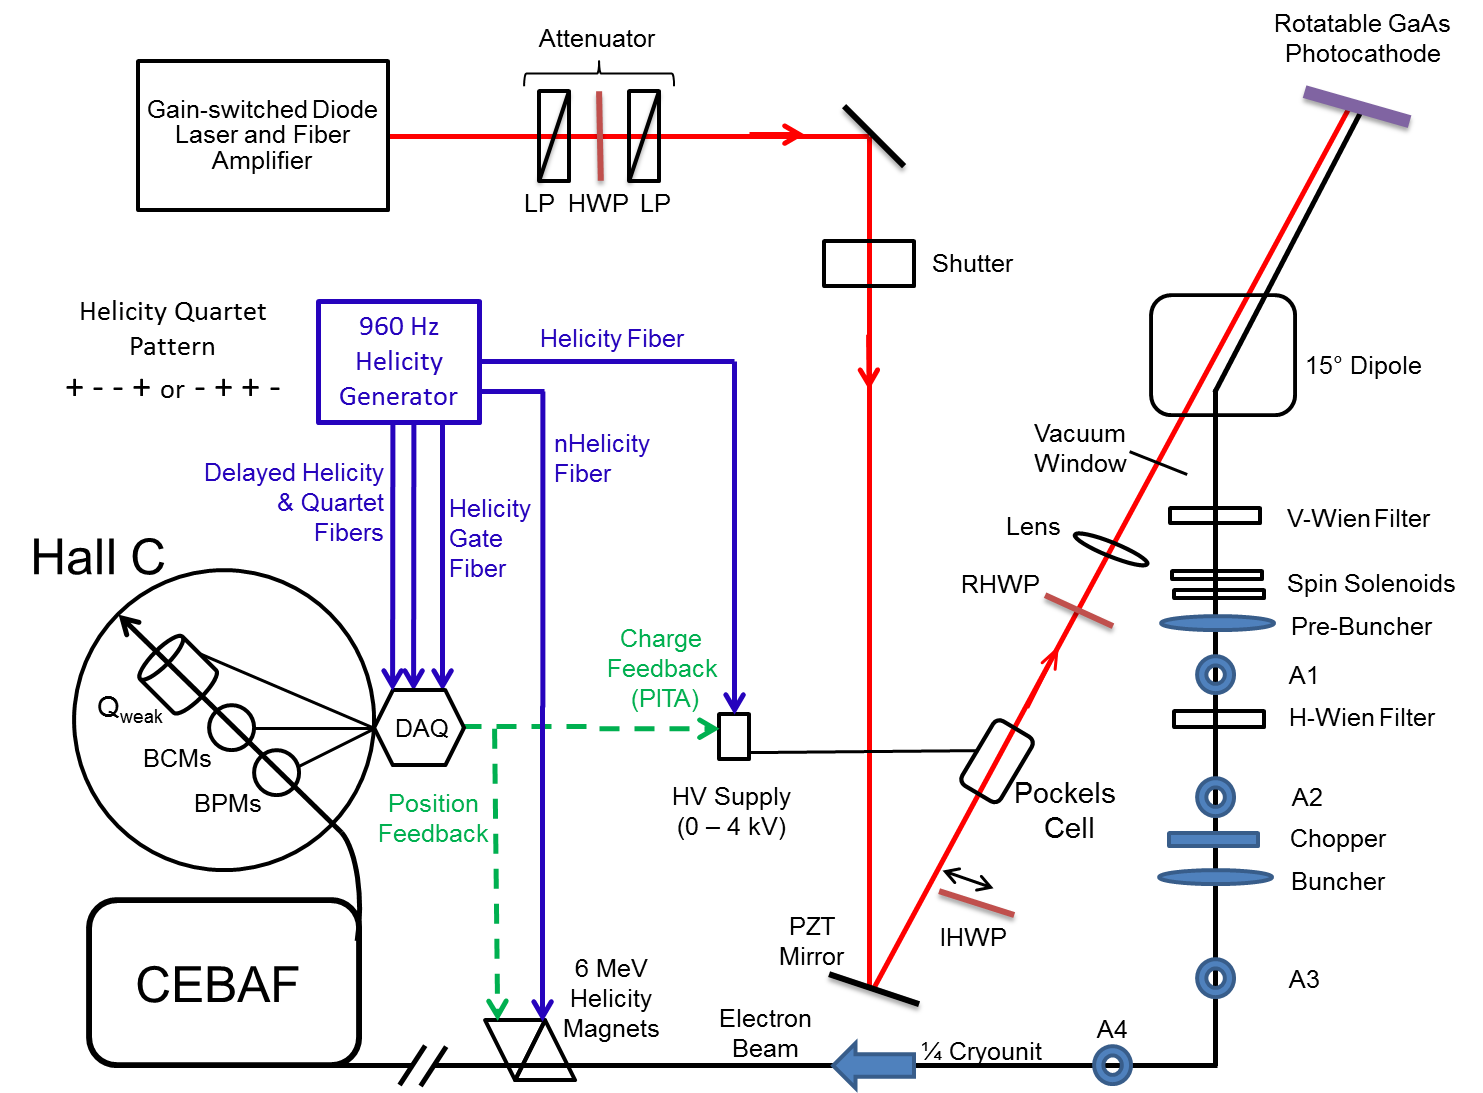 Rotatable GaAs
Photocathode
Attenuator
Gain-switched Diode
Laser and Fiber
Amplifier
LP
HWP
LP
Shutter
Helicity Quartet
Pattern
+ - - + or - + + -
960 Hz
Helicity
Generator
Helicity Fiber
15° Dipole
nHelicity
Fiber
Vacuum
Window
Delayed Helicity
& Quartet
Fibers
Helicity
Gate
Fiber
V-Wien Filter
Lens
Hall C
RHWP
Spin Solenoids
Pre-Buncher
Charge
Feedback
(PITA)
A1
Qweak
DAQ
H-Wien Filter
BCMs
BPMs
Position
Feedback
HV Supply
(0 – 4 kV)
Pockels
Cell
A2
Chopper
Buncher
PZT
Mirror
IHWP
CEBAF
6 MeV
Helicity
Magnets
A3
Electron
Beam
¼ Cryounit
A4